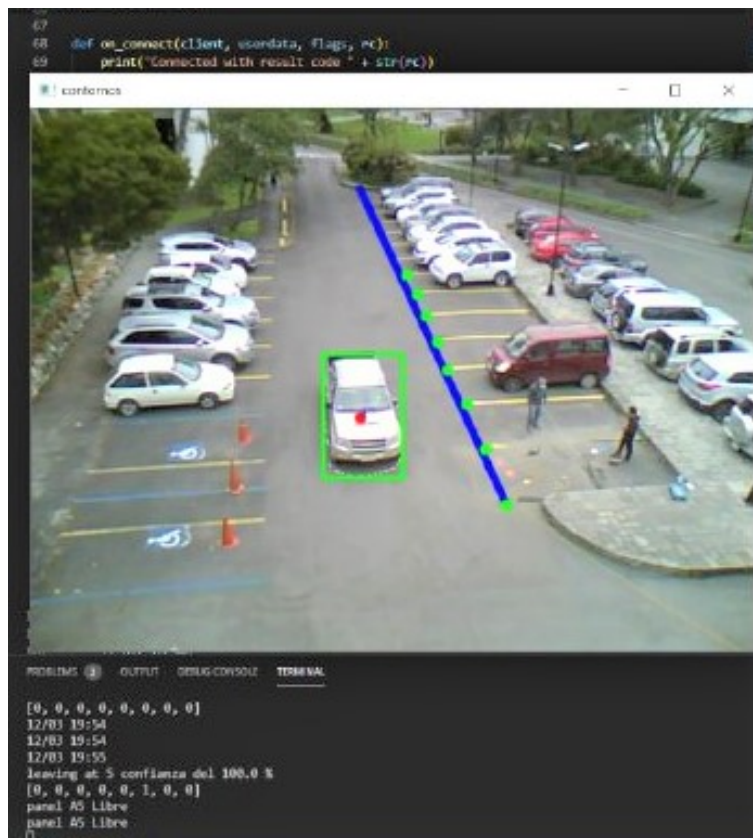 67
68 def on_connect(client, userdata, flags, rc):
69 print("Connected with result code " + str(rc))
contornos
PROBLEMS 3 OUTPUT DEBUG CONSOLE TERMINAL
[0, 0, 0, 0, 0, 0, 0, 0]
12/03 19:54
12/03 19:54
12/03 19:55
leaving at 5 confianza del 100.0 %
[0, 0, 0, 0, 0, 1, 0, 0]
panel A5 Libre
panel A5 Libre